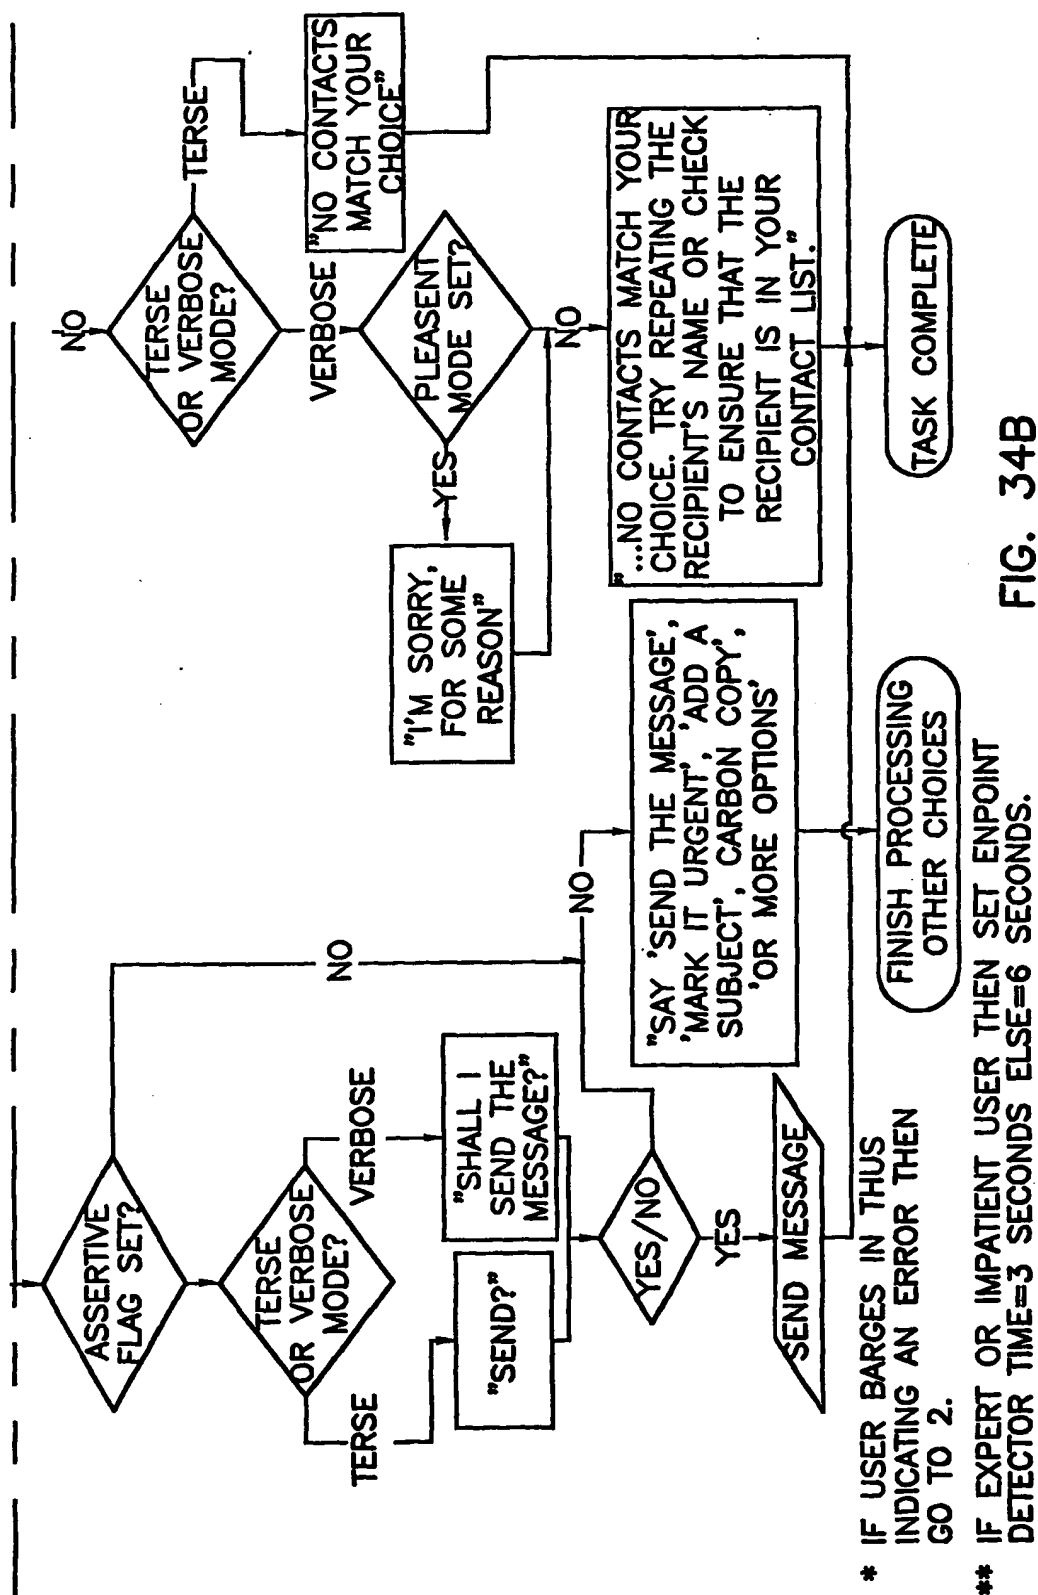 ASSERTIVE
FLAG SET?
NO
TERSE
OR VERBOSE
MODE?
TERSE
VERBOSE
"SEND?"
"SHALL I
SEND THE
MESSAGE?"
YES/NO
NO
YES
SEND MESSAGE
"SAY 'SEND THE MESSAGE',
'MARK IT URGENT', 'ADD A
SUBJECT', CARBON COPY',
'OR MORE OPTIONS'
FINISH PROCESSING
OTHER CHOICES
NO
TERSE
OR VERBOSE
MODE?
TERSE
"NO CONTACTS
MATCH YOUR
CHOICE"
VERBOSE
PLEASENT
MODE SET?
YES
"I'M SORRY,
FOR SOME
REASON"
NO
"...NO CONTACTS MATCH YOUR
CHOICE. TRY REPEATING THE
RECIPIENT'S NAME OR CHECK
TO ENSURE THAT THE
RECIPIENT IS IN YOUR
CONTACT LIST."
TASK COMPLETE
* IF USER BARGES IN THUS
INDICATING AN ERROR THEN
GO TO 2.
** IF EXPERT OR IMPATIENT USER THEN SET ENPOINT
DETECTOR TIME=3 SECONDS ELSE=6 SECONDS.
FIG. 34B